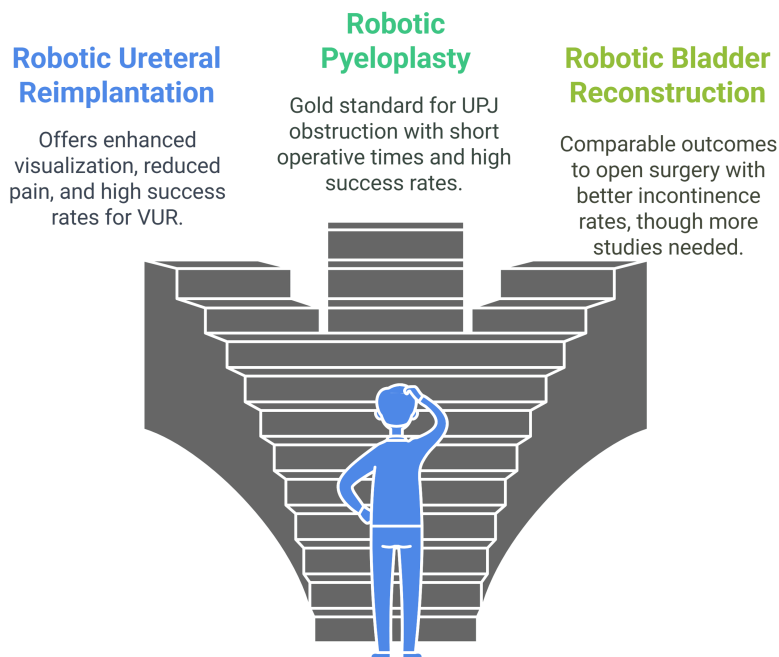 Robotic Ureteral
Reimplantation
Offers enhanced
visualization, reduced
pain, and high success
rates for VUR.
Robotic
Pyeloplasty
Gold standard for UPJ
obstruction with short
operative times and high
success rates.
Robotic Bladder
Reconstruction
Comparable outcomes
to open surgery with
better incontinence
rates, though more
studies needed.